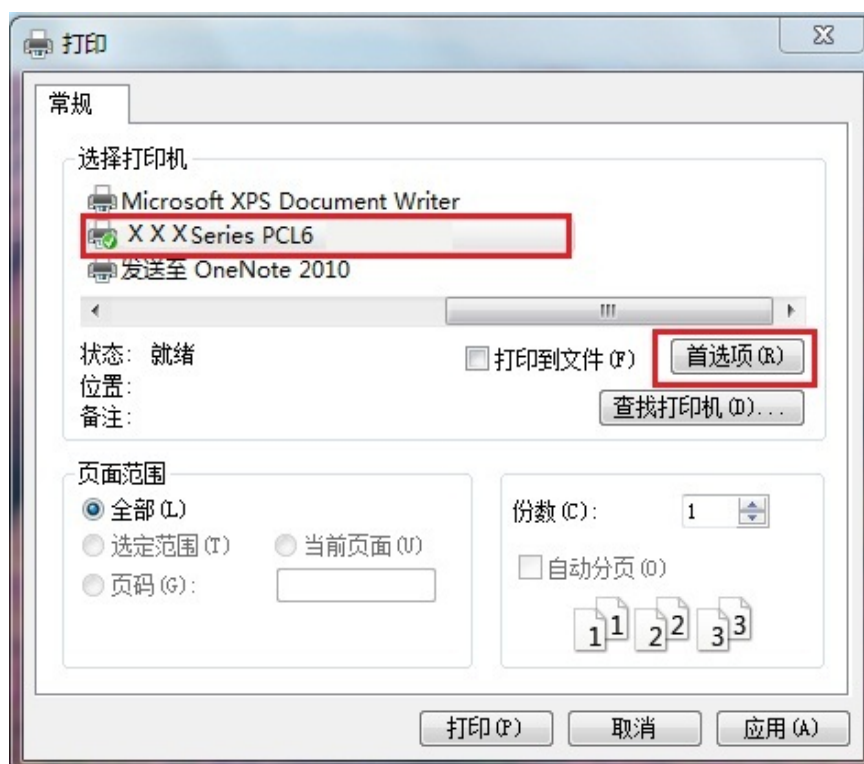 打印
常规
选择打印机
Microsoft XPS Document Writer
X X X Series PCL6
发送至 OneNote 2010
状态: 就绪
打印到文件(F)
首选项(R)
位置:
查找打印机(D)...
备注:
页面范围
全部(L)
选定范围(T)
当前页面(U)
页码(G):
份数(C): 1
自动分页(O)
1 1 2 2 3 3
打印(P)
取消
应用(A)